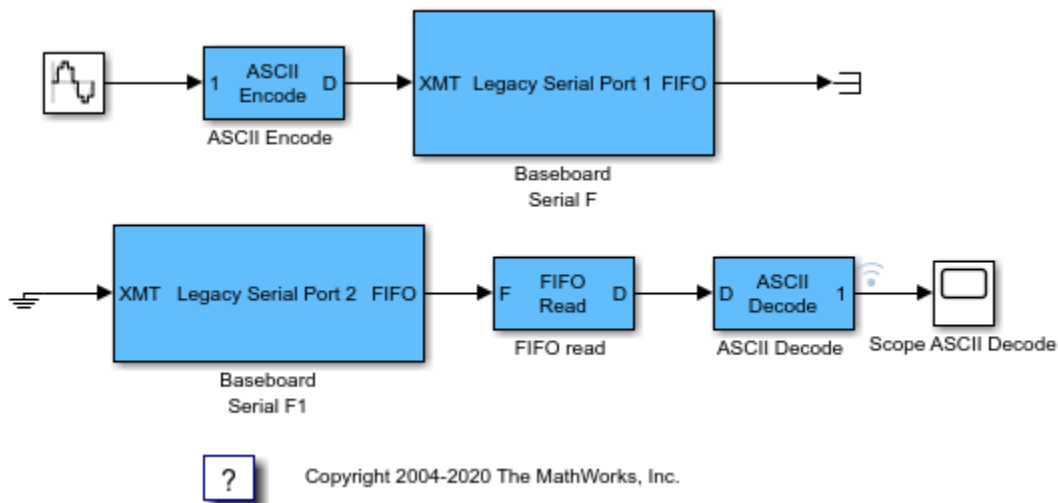 1 ASCII Encode D
ASCII Encode
XMT Legacy Serial Port 1 FIFO
Baseboard
Serial F
XMT Legacy Serial Port 2 FIFO
Baseboard
Serial F1
F FIFO Read D
FIFO read
D ASCII Decode 1
ASCII Decode
Scope ASCII Decode
?
Copyright 2004-2020 The MathWorks, Inc.